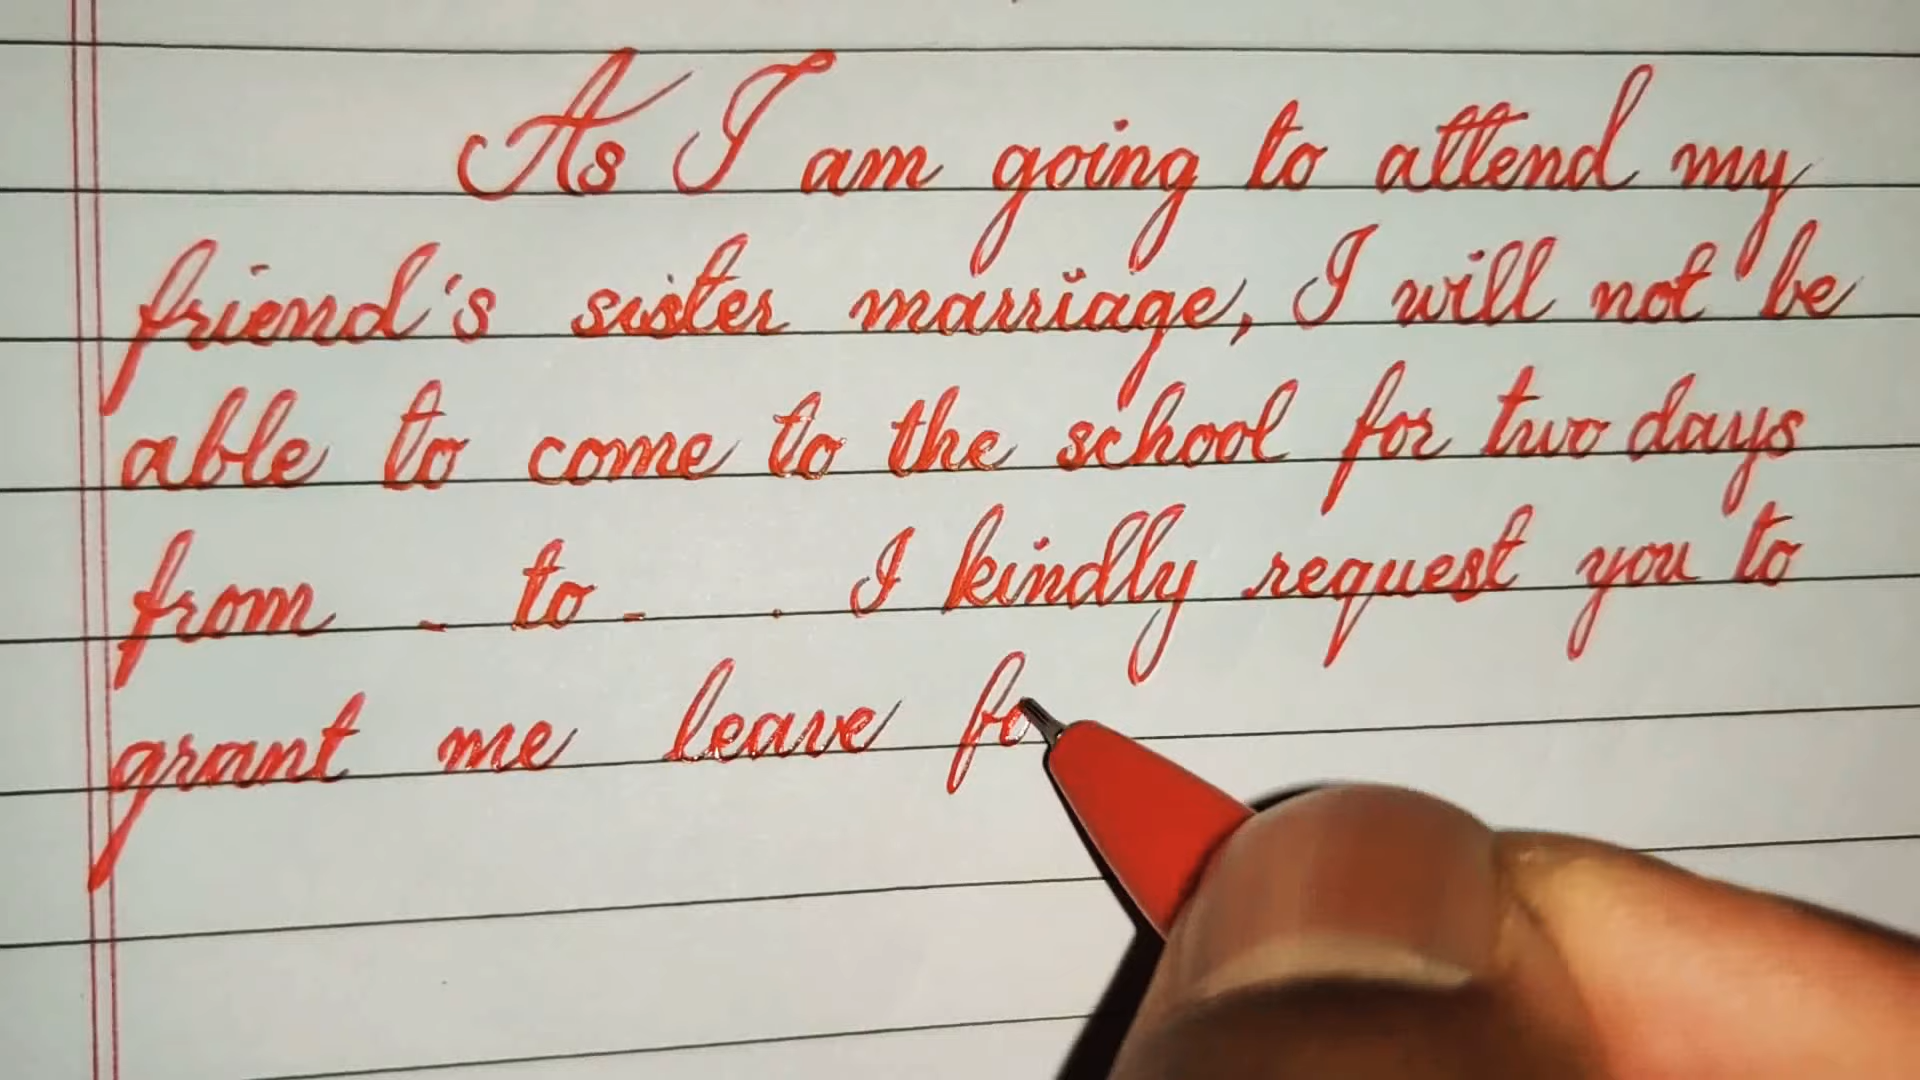 As I am going to attend my
friend's sister marriage, I will not be
able to come to the school for two days
from - to - . I kindly request you to
grant me leave fo